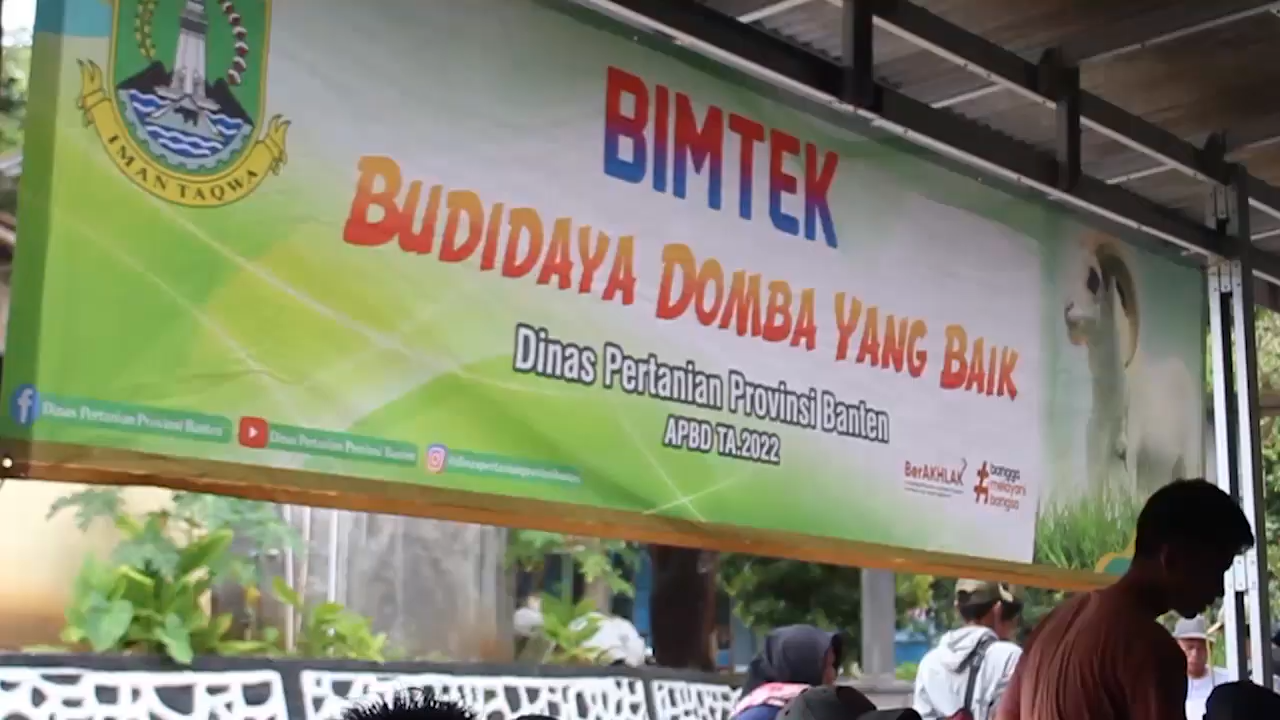 IMAN TAQWA
BIMTEK
BUDIDAYA DOMBA YANG BAIK
Dinas Pertanian Provinsi Banten
APBD TA.2022
Dinas Pertanian Provinsi Banten
Dinas Pertanian Provinsi Banten
BerAKHLAK
#bangga
melayani
bangsa